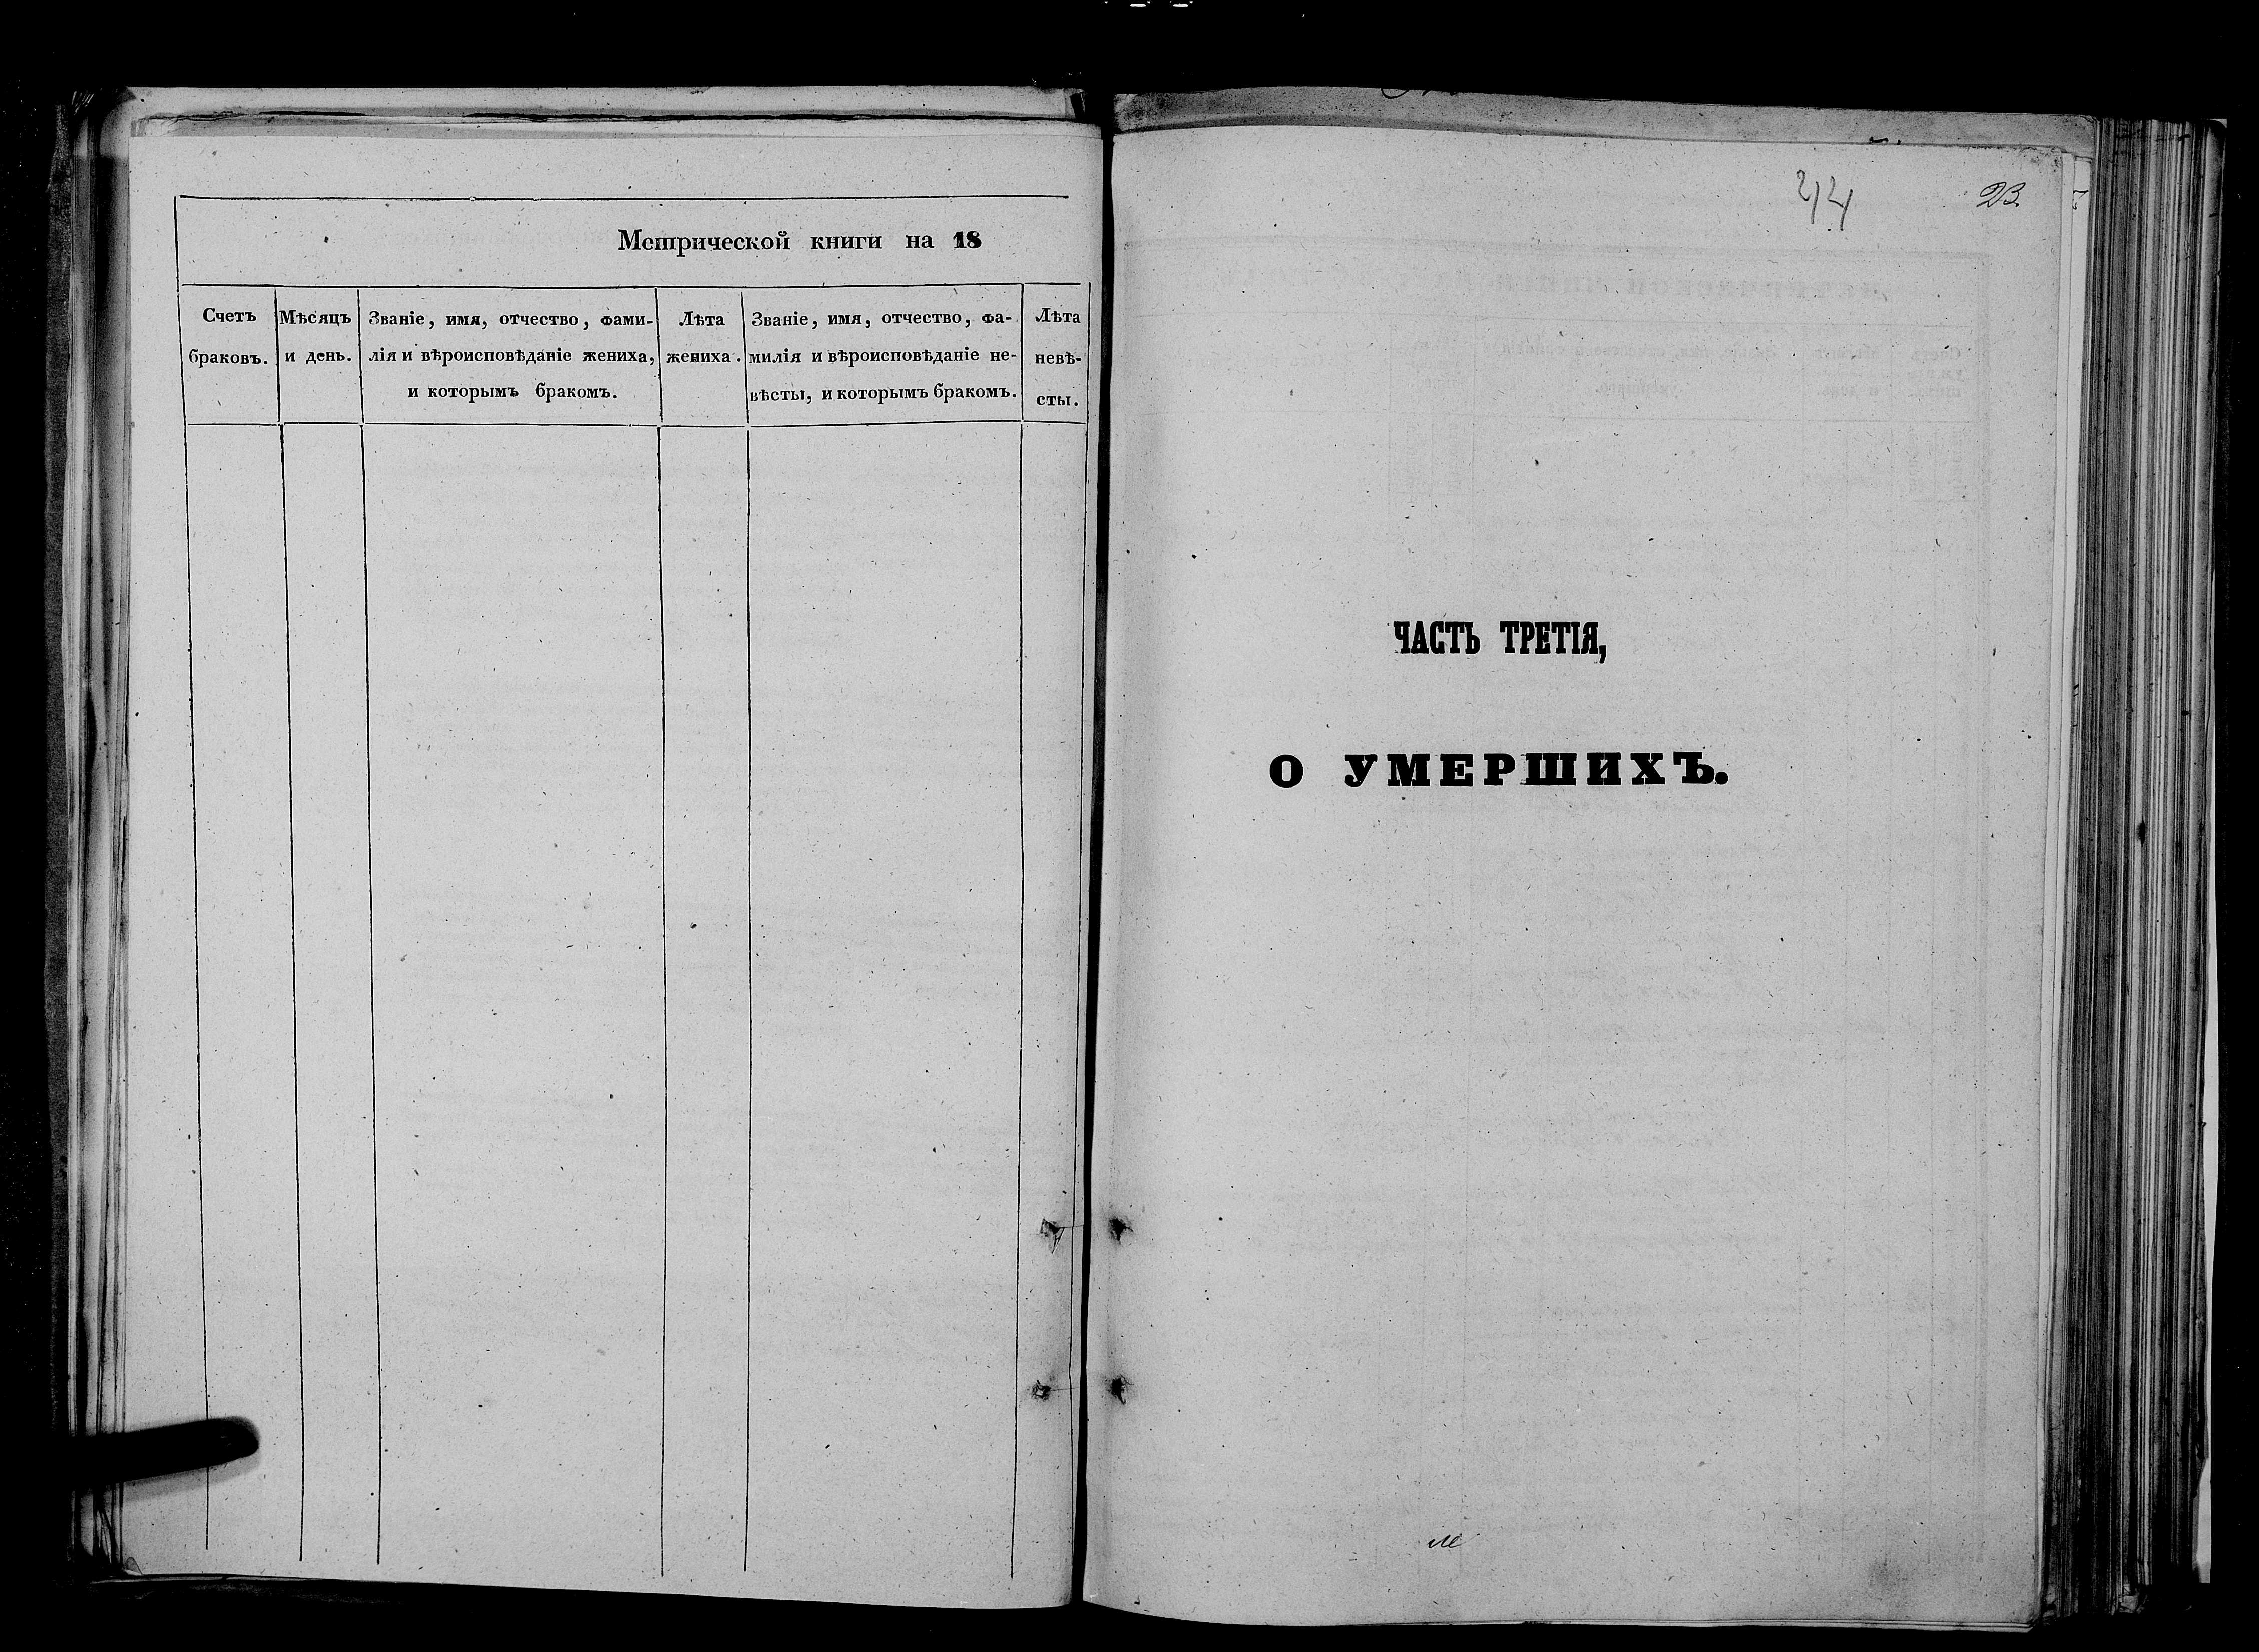 Метрической книги на 18
Счетъ браковъ.
Мѣсяцъ и день.
Званіе, имя, отчество, фами-
лія и вѣроисповѣданіе жениха,
и которымъ бракомъ.
Лѣта
жениха.
Званіе, имя, отчество, фа-
милія и вѣроисповѣданіе не-
вѣсты, и которымъ бракомъ.
Лѣта
невѣ-
сты.
44
23.
ЧАСТЬ ТРЕТІЯ,
О УМЕРШИХЪ.